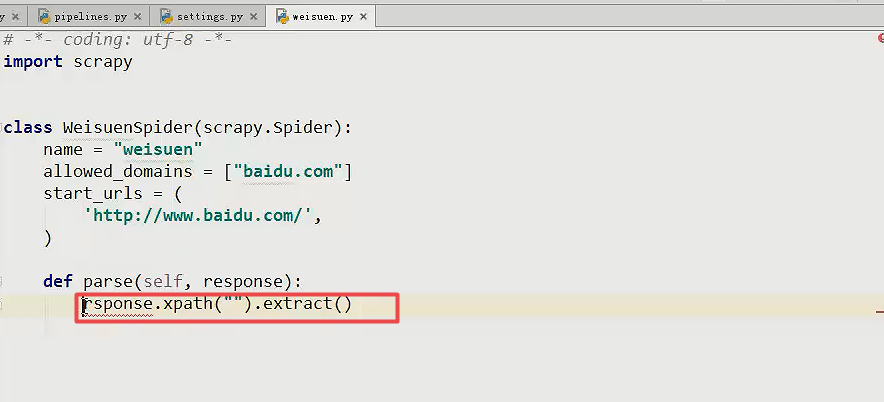 y pipelines.py settings.py weisuen.py
# -*- coding: utf-8 -*-
import scrapy
class WeisuenSpider(scrapy.Spider):
name = "weisuen"
allowed_domains = ["baidu.com"]
start_urls = (
'http://www.baidu.com/',
)
def parse(self, response):
rsponse.xpath("").extract()